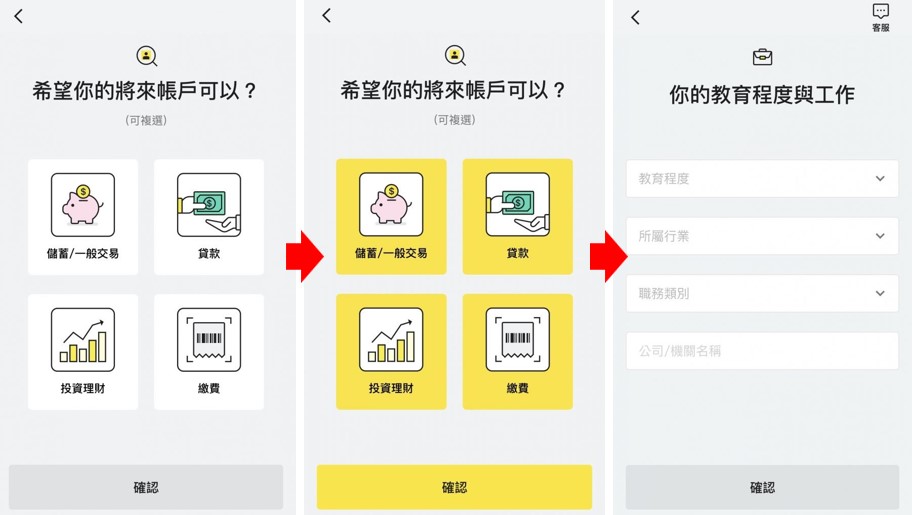 希望你的將來帳戶可以？
(可複選)
$
$
儲蓄/一般交易
貸款
投資理財
繳費
確認
希望你的將來帳戶可以？
(可複選)
$
$
儲蓄/一般交易
貸款
投資理財
繳費
確認
客服
你的教育程度與工作
教育程度
所屬行業
職務類別
公司/機關名稱
確認